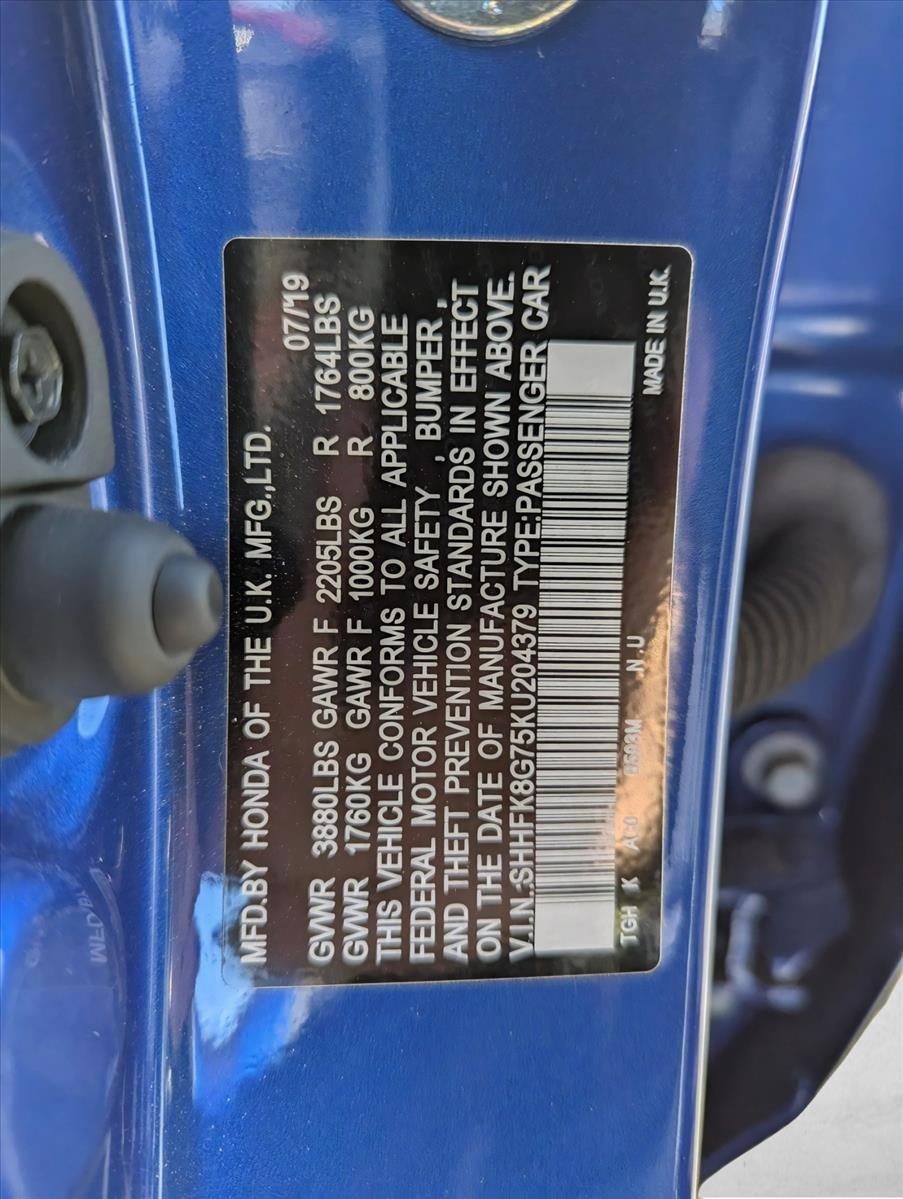 MFD.BY HONDA OF THE U.K. MFG.,LTD.
07/'19
GVWR 3880LBS GAWR F 2205LBS R 1764LBS
GVWR 1760KG GAWR F 1000KG R 800KG
THIS VEHICLE CONFORMS TO ALL APPLICABLE
FEDERAL MOTOR VEHICLE SAFETY , BUMPER ,
AND THEFT PREVENTION STANDARDS IN EFFECT
ON THE DATE OF MANUFACTURE SHOWN ABOVE.
V.I.N.:SHHFK8G75KU204379 TYPE:PASSENGER CAR
TGH K N.U
MADE IN U.K.